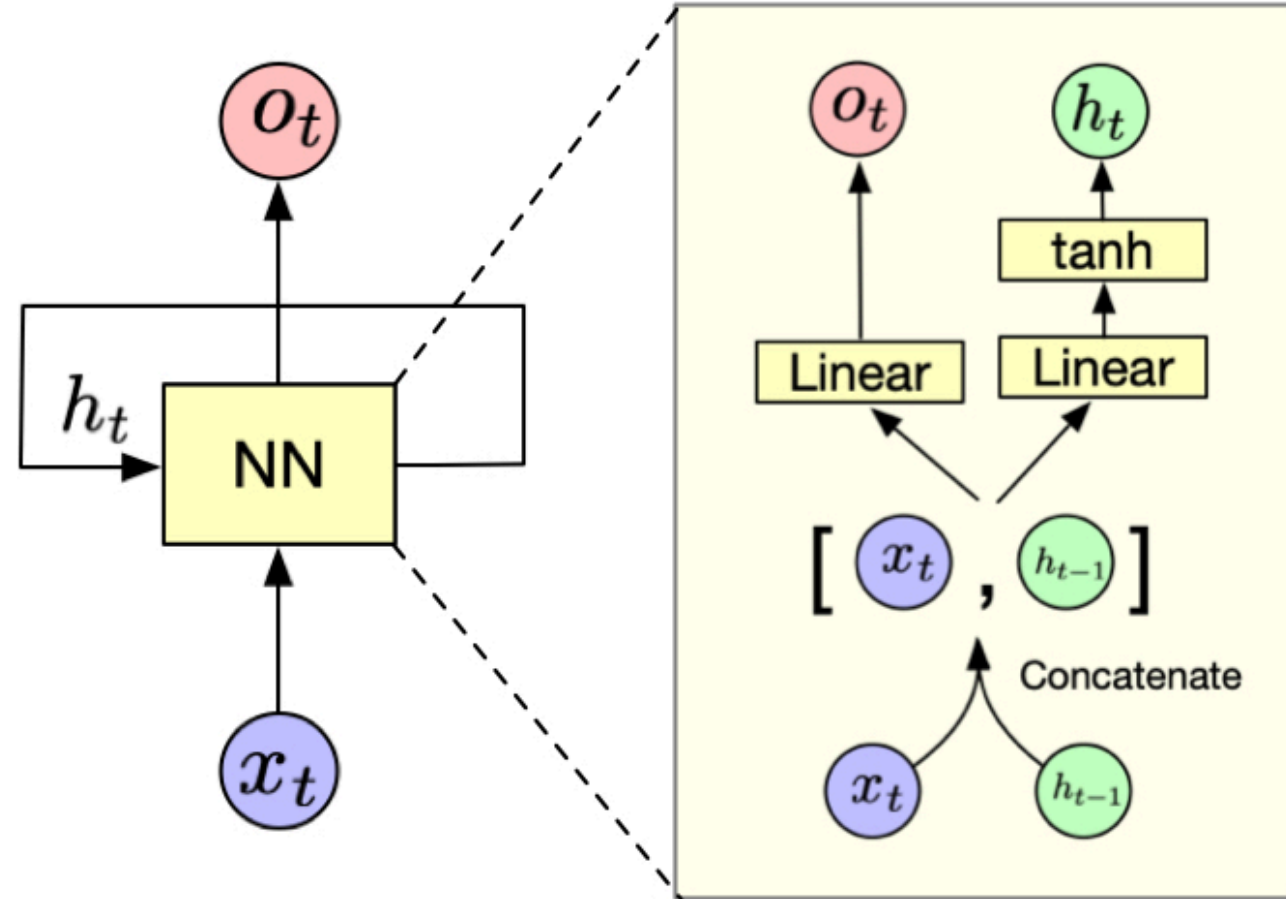 o_t
h_t
NN
x_t
o_t h_t
tanh
Linear Linear
[ x_t , h_{t-1} ]
Concatenate
x_t h_{t-1}